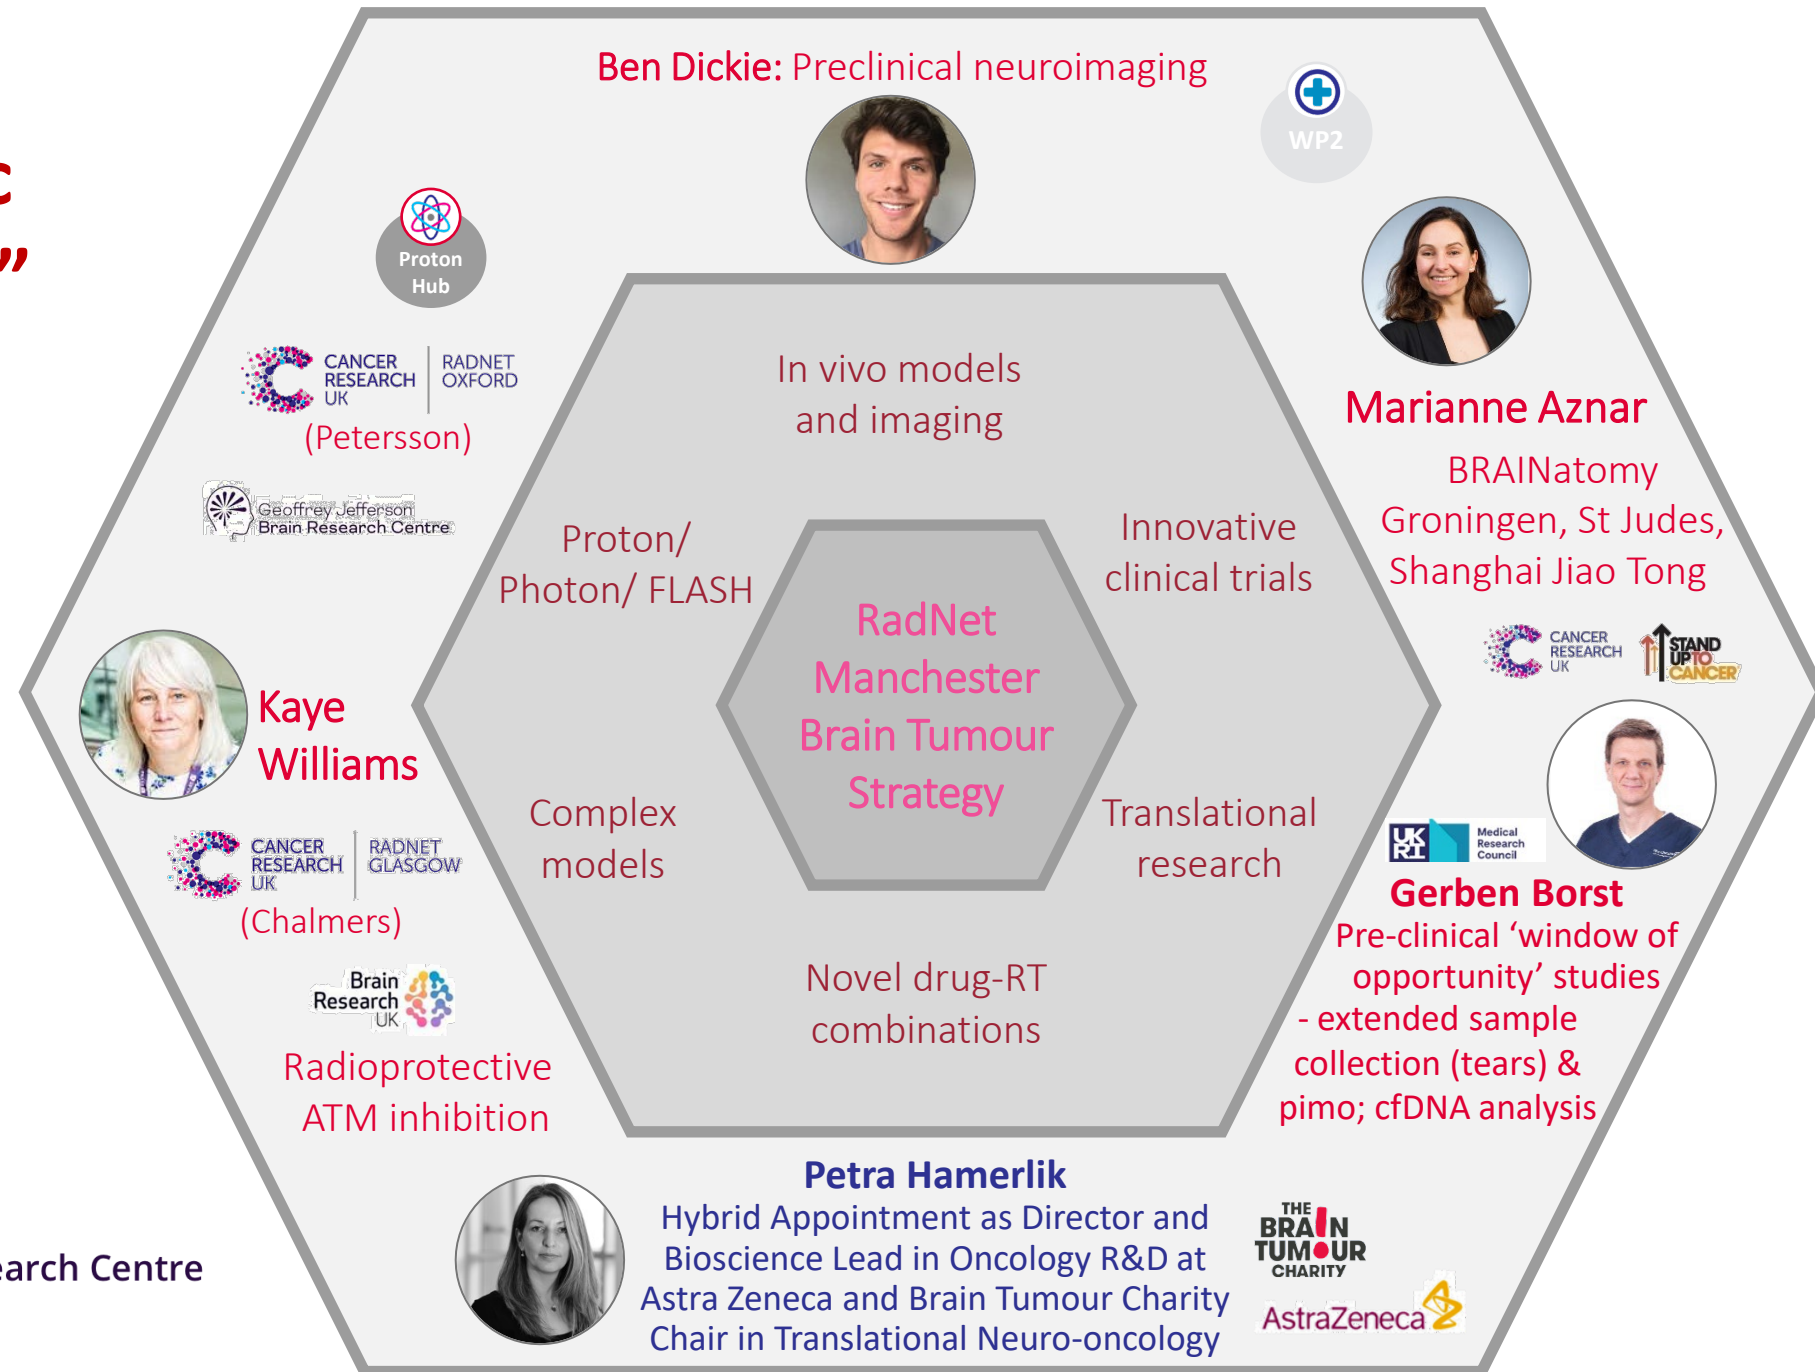 Ben Dickie: Preclinical neuroimaging
WP2
c
”
Proton
Hub
CANCER
RESEARCH
UK
RADNET
OXFORD
(Petersson)
Geoffrey Jefferson
Brain Research Centre
In vivo models
and imaging
Marianne Aznar
BRAINatomy
Groningen, St Judes,
Shanghai Jiao Tong
CANCER
RESEARCH
UK
STAND
UP TO
CANCER
Proton/
Photon/ FLASH
Innovative
clinical trials
RadNet
Manchester
Brain Tumour
Strategy
Kaye
Williams
CANCER
RESEARCH
UK
RADNET
GLASGOW
(Chalmers)
Complex
models
Translational
research
UK
RI
Medical
Research
Council
Gerben Borst
Pre-clinical ‘window of
opportunity’ studies
- extended sample
collection (tears) &
pimo; cfDNA analysis
Brain
Research
UK
Radioprotective
ATM inhibition
Novel drug-RT
combinations
Petra Hamerlik
Hybrid Appointment as Director and
Bioscience Lead in Oncology R&D at
Astra Zeneca and Brain Tumour Charity
Chair in Translational Neuro-oncology
THE
BRAIN
TUMOUR
CHARITY
AstraZeneca
earch Centre